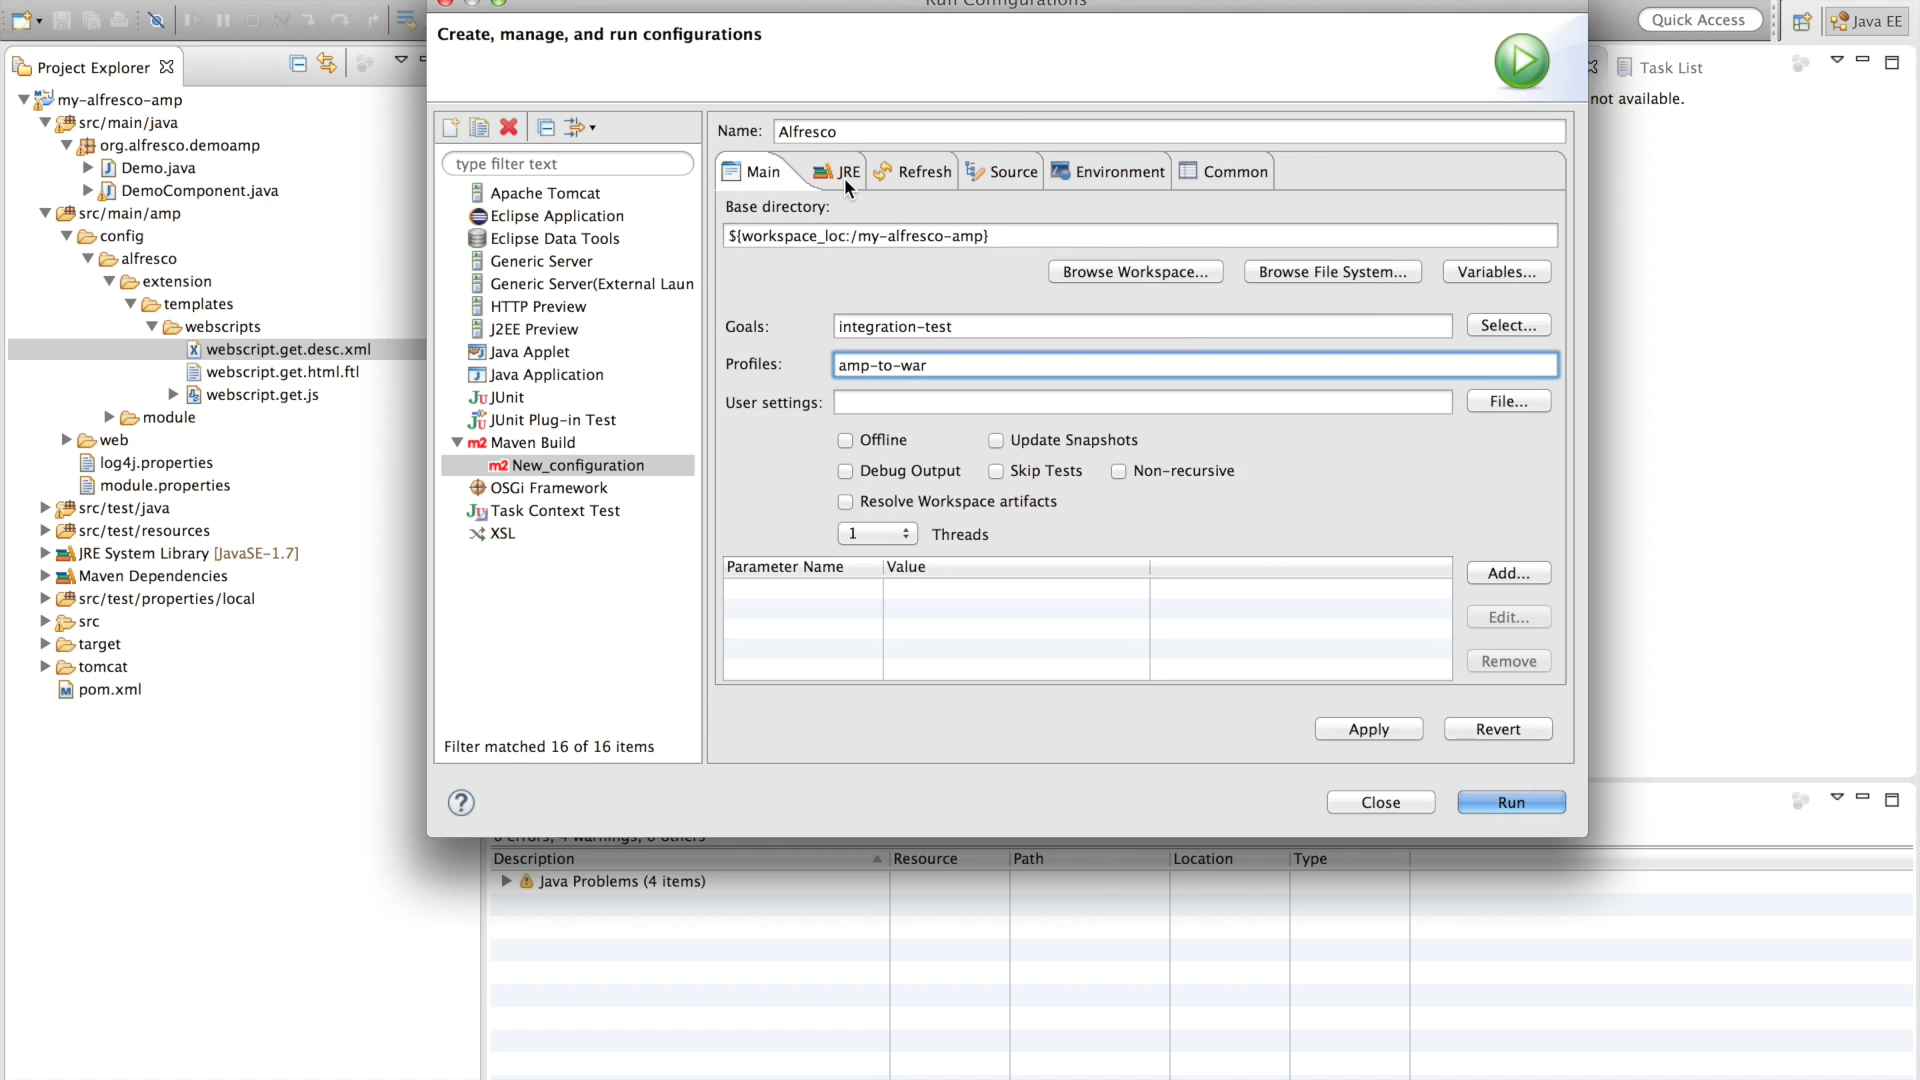 Run Configurations
Quick Access
Java EE
Project Explorer
my-alfresco-amp
src/main/java
org.alfresco.demoamp
Demo.java
DemoComponent.java
src/main/amp
config
alfresco
extension
templates
webscripts
webscript.get.desc.xml
webscript.get.html.ftl
webscript.get.js
module
web
log4j.properties
module.properties
src/test/java
src/test/resources
JRE System Library [JavaSE-1.7]
Maven Dependencies
src/test/properties/local
src
target
tomcat
pom.xml
Create, manage, and run configurations
type filter text
Apache Tomcat
Eclipse Application
Eclipse Data Tools
Generic Server
Generic Server(External Laun
HTTP Preview
J2EE Preview
Java Applet
Java Application
JUnit
JUnit Plug-in Test
Maven Build
New_configuration
OSGi Framework
Task Context Test
XSL
Filter matched 16 of 16 items
Name: Alfresco
Main JRE Refresh Source Environment Common
Base directory:
${workspace_loc:/my-alfresco-amp}
Browse Workspace... Browse File System... Variables...
Goals: integration-test Select...
Profiles: amp-to-war
User settings: File...
Offline Update Snapshots
Debug Output Skip Tests Non-recursive
Resolve Workspace artifacts
1 Threads
Parameter Name Value
Add...
Edit...
Remove
Apply Revert
Close Run
Task List
not available.
0 errors, 4 warnings, 0 others
Description Resource Path Location Type
Java Problems (4 items)